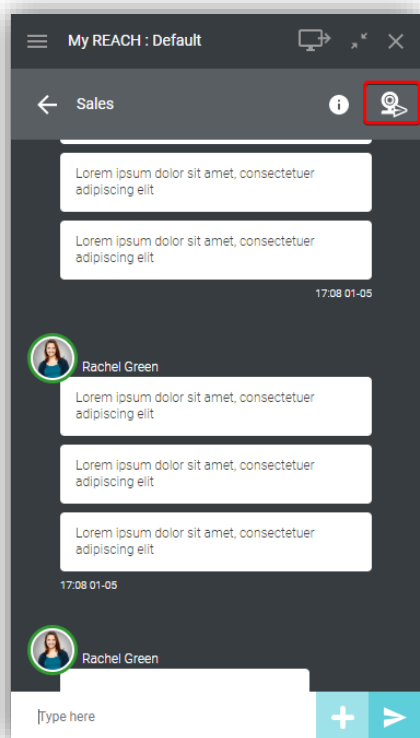 My REACH : Default
Sales
Lorem ipsum dolor sit amet, consectetuer
adipiscing elit
Lorem ipsum dolor sit amet, consectetuer
adipiscing elit
17:08 01-05
Rachel Green
Lorem ipsum dolor sit amet, consectetuer
adipiscing elit
Lorem ipsum dolor sit amet, consectetuer
adipiscing elit
Lorem ipsum dolor sit amet, consectetuer
adipiscing elit
17:08 01-05
Rachel Green
Type here